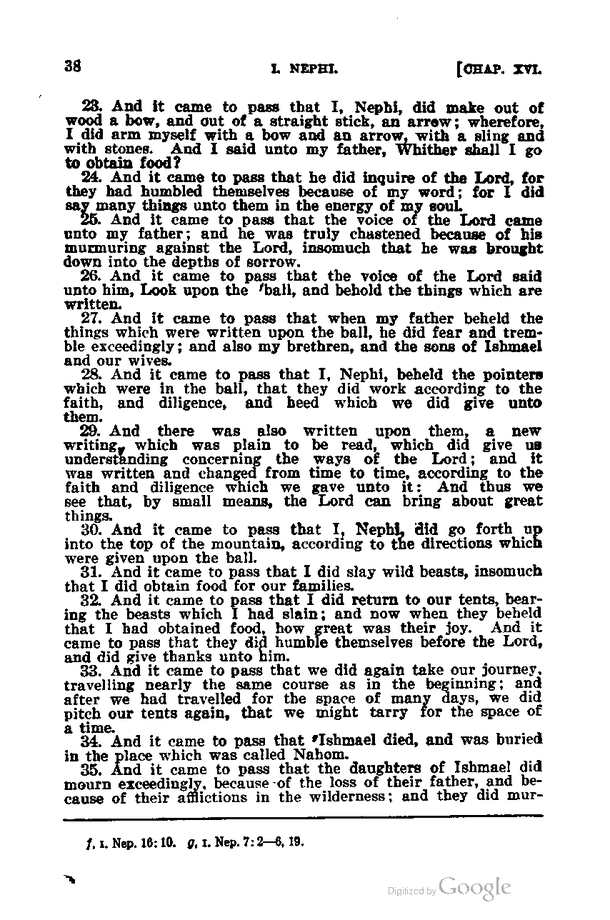 38 I. NEPHI. [CHAP. XVI.
23. And it came to pass that I, Nephi, did make out of
wood a bow, and out of a straight stick, an arrow; wherefore,
I did arm myself with a bow and an arrow, with a sling and
with stones. And I said unto my father, Whither shall I go
to obtain food?
24. And it came to pass that he did inquire of the Lord, for
they had humbled themselves because of my word; for I did
say many things unto them in the energy of my soul.
25. And it came to pass that the voice of the Lord came
unto my father; and he was truly chastened because of his
murmuring against the Lord, insomuch that he was brought
down into the depths of sorrow.
26. And it came to pass that the voice of the Lord said
unto him, Look upon the fball, and behold the things which are
written.
27. And it came to pass that when my father beheld the
things which were written upon the ball, he did fear and trem-
ble exceedingly; and also my brethren, and the sons of Ishmael
and our wives.
28. And it came to pass that I, Nephi, beheld the pointers
which were in the ball, that they did work according to the
faith, and diligence, and heed which we did give unto
them.
29. And there was also written upon them, a new
writing, which was plain to be read, which did give us
understanding concerning the ways of the Lord; and it
was written and changed from time to time, according to the
faith and diligence which we gave unto it: And thus we
see that, by small means, the Lord can bring about great
things.
30. And it came to pass that I, Nephi, did go forth up
into the top of the mountain, according to the directions which
were given upon the ball.
31. And it came to pass that I did slay wild beasts, insomuch
that I did obtain food for our families.
32. And it came to pass that I did return to our tents, bear-
ing the beasts which I had slain; and now when they beheld
that I had obtained food, how great was their joy. And it
came to pass that they did humble themselves before the Lord,
and did give thanks unto him.
33. And it came to pass that we did again take our journey,
travelling nearly the same course as in the beginning; and
after we had travelled for the space of many days, we did
pitch our tents again, that we might tarry for the space of
a time.
34. And it came to pass that gIshmael died, and was buried
in the place which was called Nahom.
35. And it came to pass that the daughters of Ishmael did
mourn exceedingly, because of the loss of their father, and be-
cause of their afflictions in the wilderness; and they did mur-
f, I. Nep. 16:10. g, I. Nep. 7:2—6, 19.
Digitized by Google